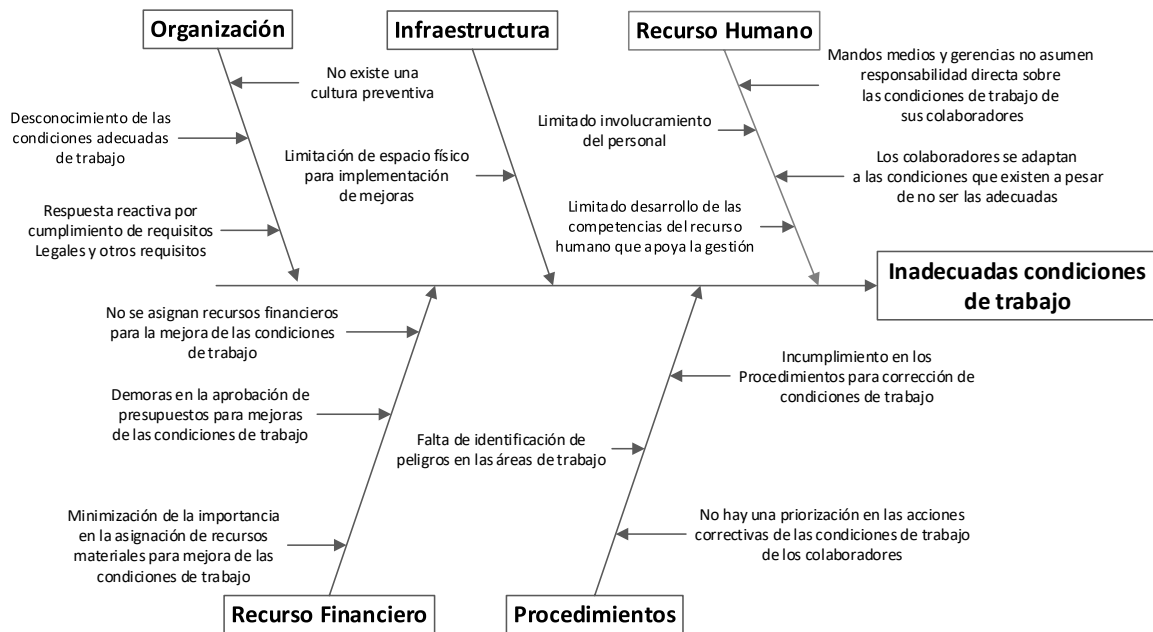 Organización
Infraestructura
Recurso Humano
No existe una
cultura preventiva
Desconocimiento de las
condiciones adecuadas
de trabajo
Respuesta reactiva por
cumplimiento de requisitos
Legales y otros requisitos
Limitación de espacio físico
para implementación
de mejoras
Mandos medios y gerencias no asumen
responsabilidad directa sobre
las condiciones de trabajo de
sus colaboradores
Limitado involucramiento
del personal
Los colaboradores se adaptan
a las condiciones que existen a pesar
de no ser las adecuadas
Limitado desarrollo de las
competencias del recurso
humano que apoya la gestión
Inadecuadas condiciones
de trabajo
No se asignan recursos financieros
para la mejora de las condiciones
de trabajo
Demoras en la aprobación de
presupuestos para mejoras
de las condiciones de trabajo
Minimización de la importancia
en la asignación de recursos
materiales para mejora de las
condiciones de trabajo
Incumplimiento en los
Procedimientos para corrección de
condiciones de trabajo
Falta de identificación de
peligros en las áreas de trabajo
No hay una priorización en las acciones
correctivas de las condiciones de trabajo
de los colaboradores
Recurso Financiero
Procedimientos